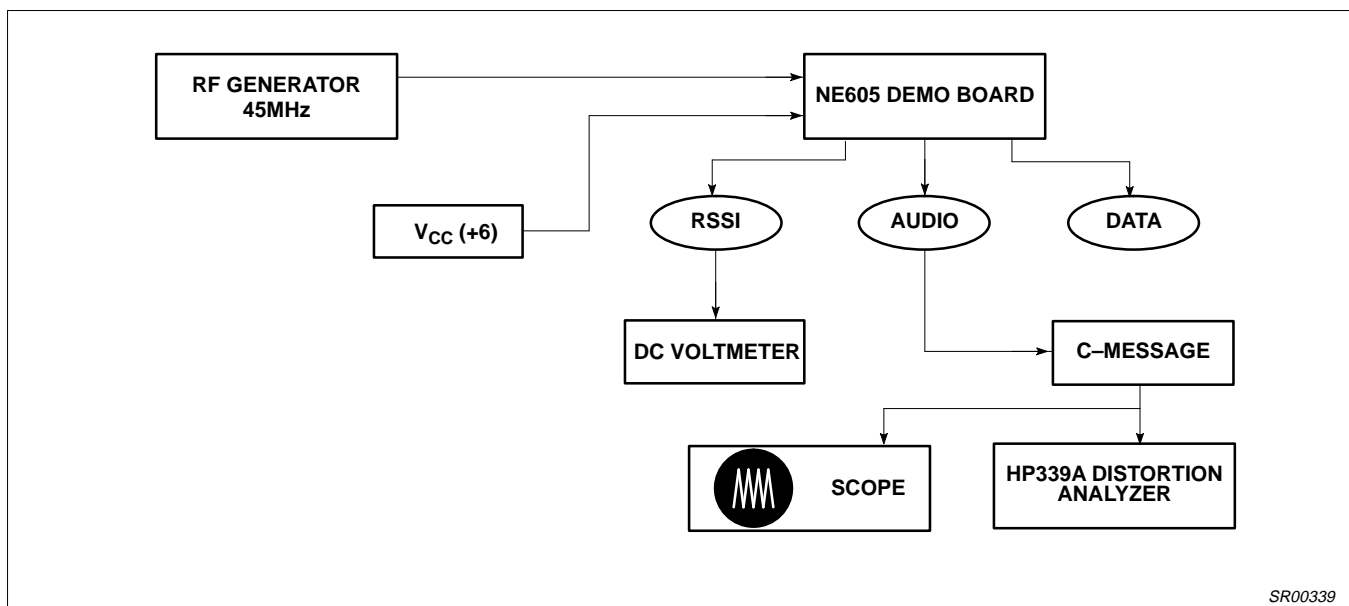 RF GENERATOR
45MHz
NE605 DEMO BOARD
VCC (+6)
RSSI
AUDIO
DATA
DC VOLTMETER
C–MESSAGE
SCOPE
HP339A DISTORTION
ANALYZER
SR00339